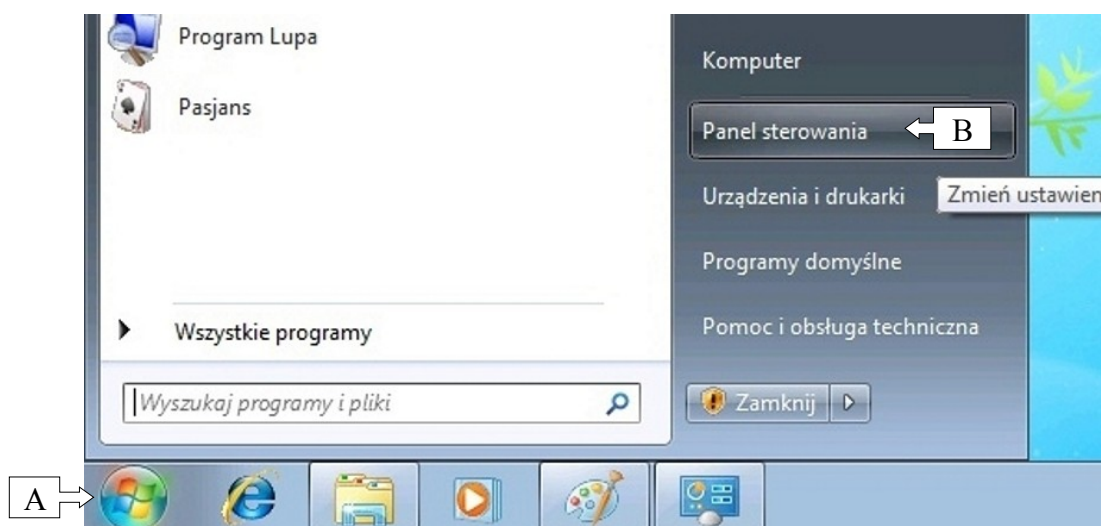 Program Lupa
Pasjans
Wszystkie programy
Wyszukaj programy i pliki
Komputer
Panel sterowania
B
Urządzenia i drukarki
Zmień ustawien
Programy domyślne
Pomoc i obsługa techniczna
Zamknij
A